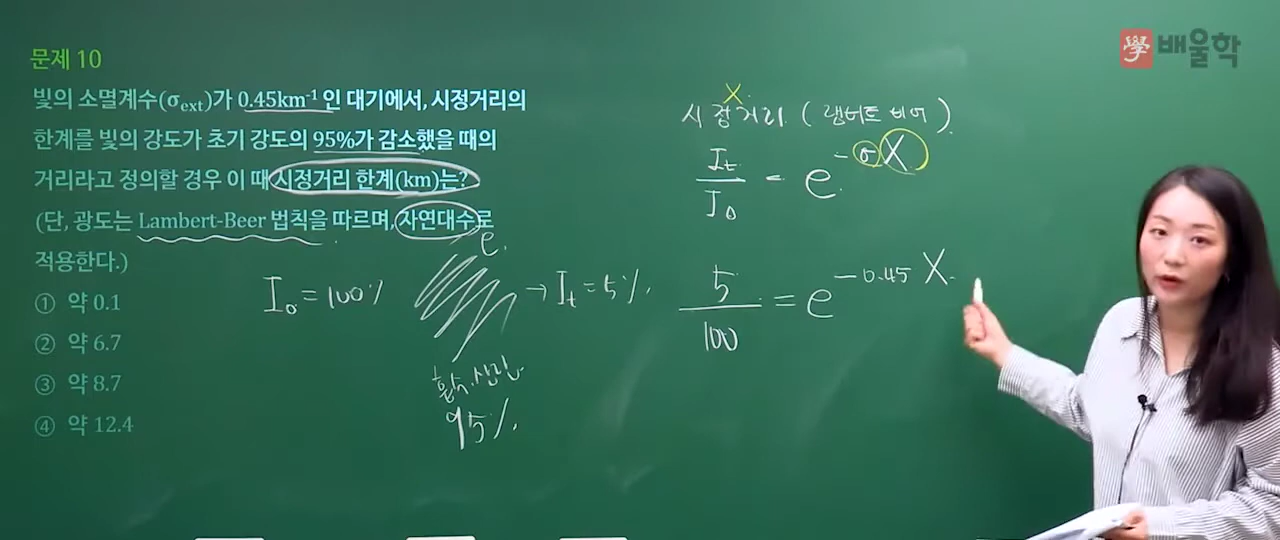 學 배울학
문제 10
빛의 소멸계수(σext)가 0.45km-1 인 대기에서, 시정거리의
한계를 빛의 강도가 초기 강도의 95%가 감소했을 때의
거리라고 정의할 경우 이 때 시정거리 한계(km)는?
(단, 광도는 Lambert-Beer 법칙을 따르며, 자연대수로
적용한다.)
① 약 0.1
② 약 6.7
③ 약 8.7
④ 약 12.4
e.
I0 = 100% → It = 5%.
흡수.산란.
95%.
X
시정거리 (램버트 비어).
It/I0 = e-σX
5/100 = e-0.45 X.